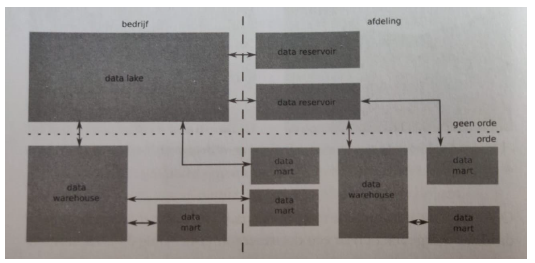 bedrijf
afdeling
data lake
data reservoir
data reservoir
geen orde
orde
data
warehouse
data
mart
data
mart
data
mart
data
warehouse
data
mart
data
mart